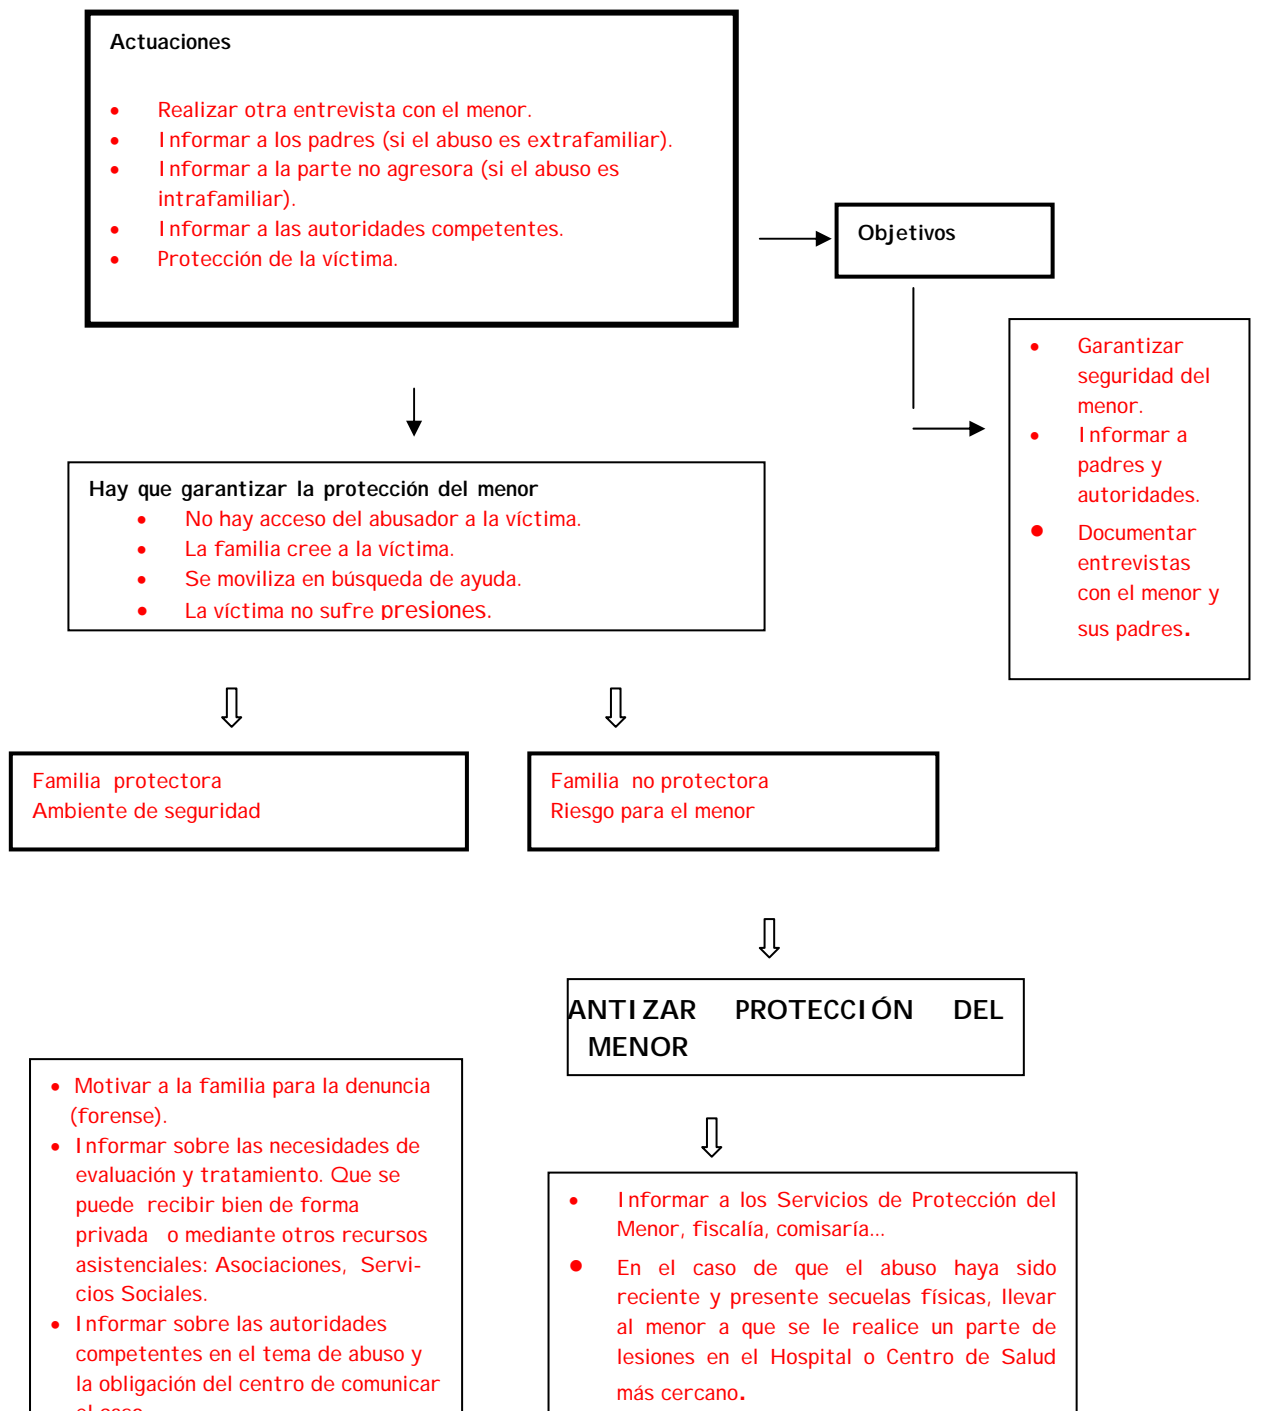 Actuaciones
• Realizar otra entrevista con el menor.
• Informar a los padres (si el abuso es extrafamiliar).
• Informar a la parte no agresora (si el abuso es
intrafamiliar).
• Informar a las autoridades competentes.
• Protección de la víctima.
Objetivos
• Garantizar
seguridad del
menor.
• Informar a
padres y
autoridades.
• Documentar
entrevistas
con el menor y
sus padres.
Hay que garantizar la protección del menor
• No hay acceso del abusador a la víctima.
• La familia cree a la víctima.
• Se moviliza en búsqueda de ayuda.
• La víctima no sufre presiones.
Familia protectora
Ambiente de seguridad
Familia no protectora
Riesgo para el menor
ANTIZAR PROTECCIÓN DEL
MENOR
• Motivar a la familia para la denuncia
(forense).
• Informar sobre las necesidades de
evaluación y tratamiento. Que se
puede recibir bien de forma
privada o mediante otros recursos
asistenciales: Asociaciones, Servi-
cios Sociales.
• Informar sobre las autoridades
competentes en el tema de abuso y
la obligación del centro de comunicar
• Informar a los Servicios de Protección del
Menor, fiscalía, comisaría...
• En el caso de que el abuso haya sido
reciente y presente secuelas físicas, llevar
al menor a que se le realice un parte de
lesiones en el Hospital o Centro de Salud
más cercano.